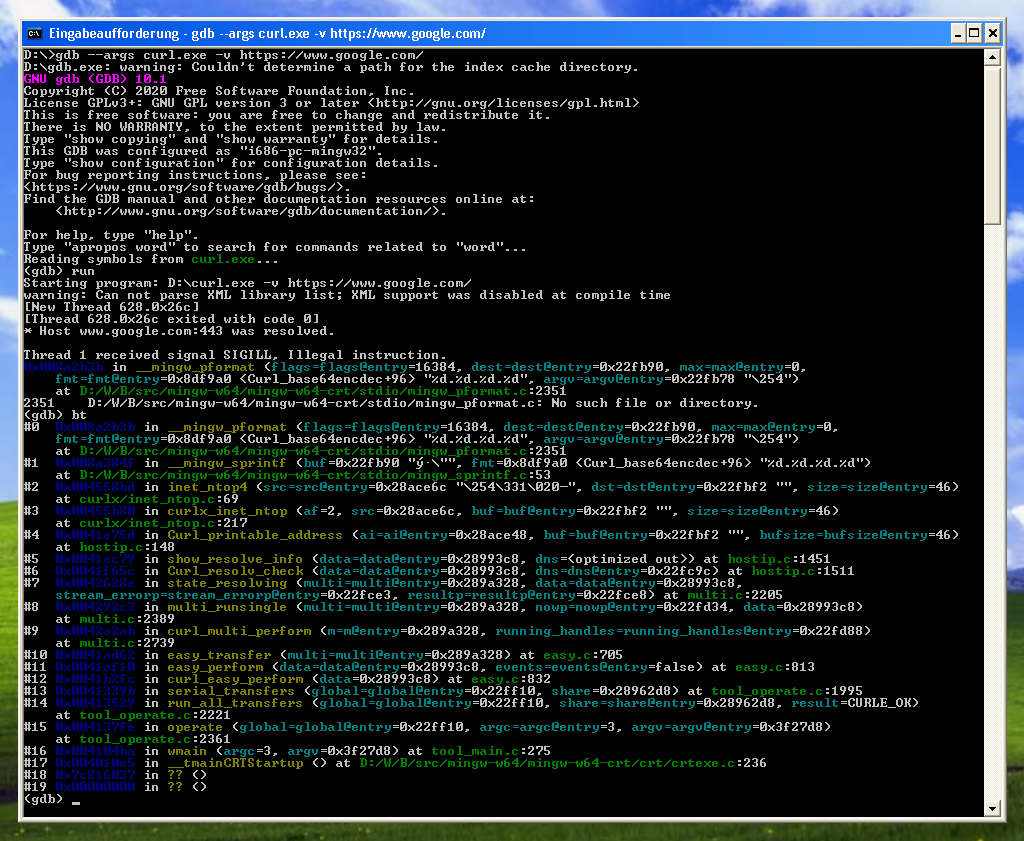 Eingabeaufforderung - gdb --args curl.exe -v https://www.google.com/
D:\>gdb --args curl.exe -v https://www.google.com/
D:\gdb.exe: warning: Couldn't determine a path for the index cache directory.
GNU gdb (GDB) 10.1
Copyright (C) 2020 Free Software Foundation, Inc.
License GPLv3+: GNU GPL version 3 or later <http://gnu.org/licenses/gpl.html>
This is free software: you are free to change and redistribute it.
There is NO WARRANTY, to the extent permitted by law.
Type "show copying" and "show warranty" for details.
This GDB was configured as "i686-pc-mingw32".
Type "show configuration" for configuration details.
For bug reporting instructions, please see:
<https://www.gnu.org/software/gdb/bugs/>.
Find the GDB manual and other documentation resources online at:
    <http://www.gnu.org/software/gdb/documentation/>.
For help, type "help".
Type "apropos word" to search for commands related to "word"...
Reading symbols from curl.exe...
(gdb) run
Starting program: D:\curl.exe -v https://www.google.com/
warning: Can not parse XML library list; XML support was disabled at compile time
[New Thread 628.0x26c]
[Thread 628.0x26c exited with code 0]
* Host www.google.com:443 was resolved.
Thread 1 received signal SIGILL, Illegal instruction.
0x008a2b3b in __mingw_pformat (flags=flags@entry=16384, dest=dest@entry=0x22fb90, max=max@entry=0,
    fmt=fmt@entry=0x8df9a0 <Curl_base64encdec+96> "%d.%d.%d.%d", argv=argv@entry=0x22fb78 "\254")
    at D:/W/B/src/mingw-w64/mingw-w64-crt/stdio/mingw_pformat.c:2351
2351    D:/W/B/src/mingw-w64/mingw-w64-crt/stdio/mingw_pformat.c: No such file or directory.
(gdb) bt
#0  0x008a2b3b in __mingw_pformat (flags=flags@entry=16384, dest=dest@entry=0x22fb90, max=max@entry=0,
    fmt=fmt@entry=0x8df9a0 <Curl_base64encdec+96> "%d.%d.%d.%d", argv=argv@entry=0x22fb78 "\254")
    at D:/W/B/src/mingw-w64/mingw-w64-crt/stdio/mingw_pformat.c:2351
#1  0x008a384f in __mingw_sprintf (buf=0x22fb90 "ý·\"", fmt=0x8df9a0 <Curl_base64encdec+96> "%d.%d.%d.%d")
    at D:/W/B/src/mingw-w64/mingw-w64-crt/stdio/mingw_sprintf.c:53
#2  in inet_ntop4 (src=src@entry=0x28ace6c "\254\331\020-", dst=dst@entry=0x22fbf2 "", size=size@entry=46)
    at curlx/inet_ntop.c:69
#3  0x00455b80 in curlx_inet_ntop (af=2, src=0x28ace6c, buf=buf@entry=0x22fbf2 "", size=size@entry=46)
    at curlx/inet_ntop.c:217
#4  0x0041e75d in Curl_printable_address (ai=ai@entry=0x28ace48, buf=buf@entry=0x22fbf2 "", bufsize=bufsize@entry=46)
    at hostip.c:148
#5  in show_resolve_info (data=data@entry=0x28993c8, dns=<optimized out>) at hostip.c:1451
#6  0x0041f65c in Curl_resolv_check (data=data@entry=0x28993c8, dns=dns@entry=0x22fc9c) at hostip.c:1511
#7  0x0042628c in state_resolving (multi=multi@entry=0x289a328, data=data@entry=0x28993c8,
    stream_errorp=stream_errorp@entry=0x22fce3, resultp=resultp@entry=0x22fce8) at multi.c:2205
#8  0x004292c3 in multi_runsingle (multi=multi@entry=0x289a328, nowp=nowp@entry=0x22fd34, data=0x28993c8)
    at multi.c:2389
#9  0x0042a2ab in curl_multi_perform (m=m@entry=0x289a328, running_handles=running_handles@entry=0x22fd88)
    at multi.c:2739
#10 0x0041ad62 in easy_transfer (multi=multi@entry=0x289a328) at easy.c:705
#11 0x0041af10 in easy_perform (data=data@entry=0x28993c8, events=events@entry=false) at easy.c:813
#12 0x0041b2fc in curl_easy_perform (data=0x28993c8) at easy.c:832
#13 0x0041339b in serial_transfers (global=global@entry=0x22ff10, share=0x28962d8) at tool_operate.c:1995
#14 0x00413529 in run_all_transfers (global=global@entry=0x22ff10, share=share@entry=0x28962d8, result=CURLE_OK)
    at tool_operate.c:2221
#15 0x004137fc in operate (global=global@entry=0x22ff10, argc=argc@entry=3, argv=argv@entry=0x3f27d8)
    at tool_operate.c:2361
#16 0x004104ba in wmain (argc=3, argv=0x3f27d8) at tool_main.c:275
#17 0x004010e5 in __tmainCRTStartup () at D:/W/B/src/mingw-w64/mingw-w64-crt/crt/crtexe.c:236
#18 0x7c816037 in ?? ()
#19 0x00000000 in ?? ()
(gdb) _